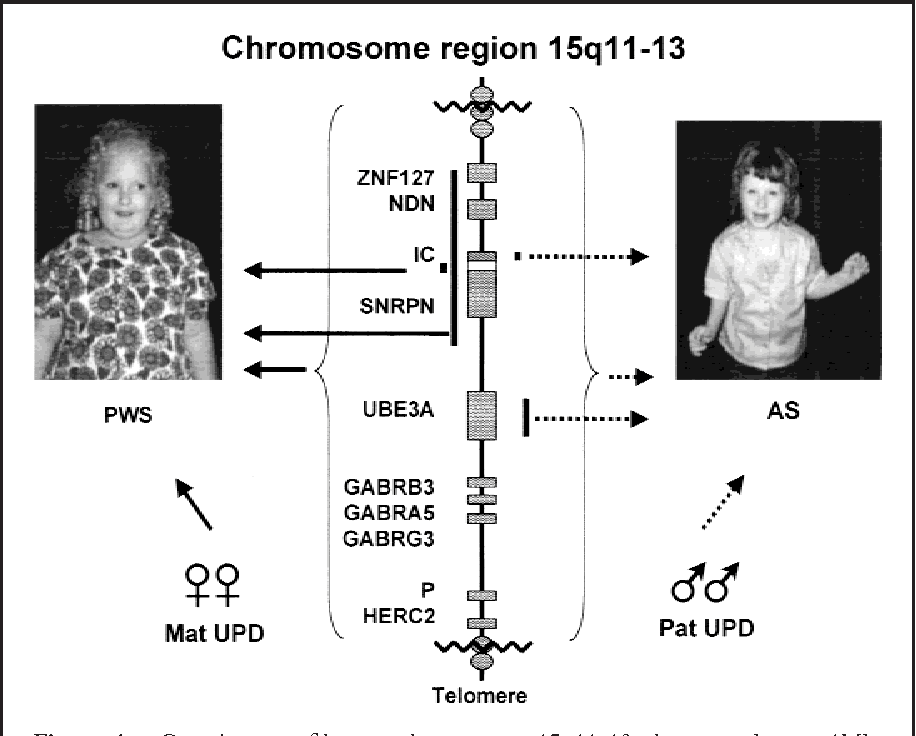 Chromosome region 15q11-13
ZNF127
NDN
IC
SNRPN
PWS
UBE3A
AS
GABRB3
GABRA5
GABRG3
P
HERC2
♀♀
Mat UPD
♂♂
Pat UPD
Telomere